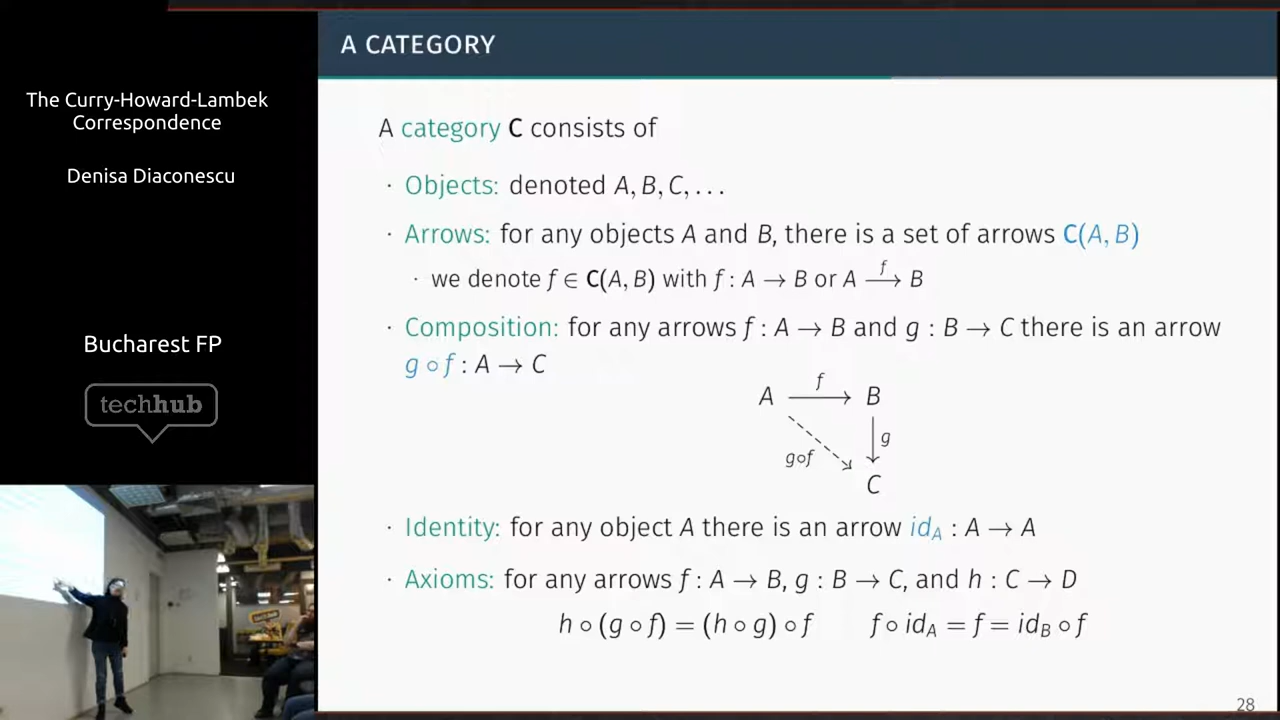 The Curry-Howard-Lambek
Correspondence
Denisa Diaconescu
Bucharest FP
techhub
A CATEGORY
A category C consists of
· Objects: denoted A, B, C, . . .
· Arrows: for any objects A and B, there is a set of arrows C(A, B)
· we denote f ∈ C(A, B) with f : A → B or A —f→ B
· Composition: for any arrows f : A → B and g : B → C there is an arrow
g ∘ f : A → C
f
A → B
g
g∘f
C
· Identity: for any object A there is an arrow id_A : A → A
· Axioms: for any arrows f : A → B, g : B → C, and h : C → D
h ∘ (g ∘ f) = (h ∘ g) ∘ f f ∘ id_A = f = id_B ∘ f
28